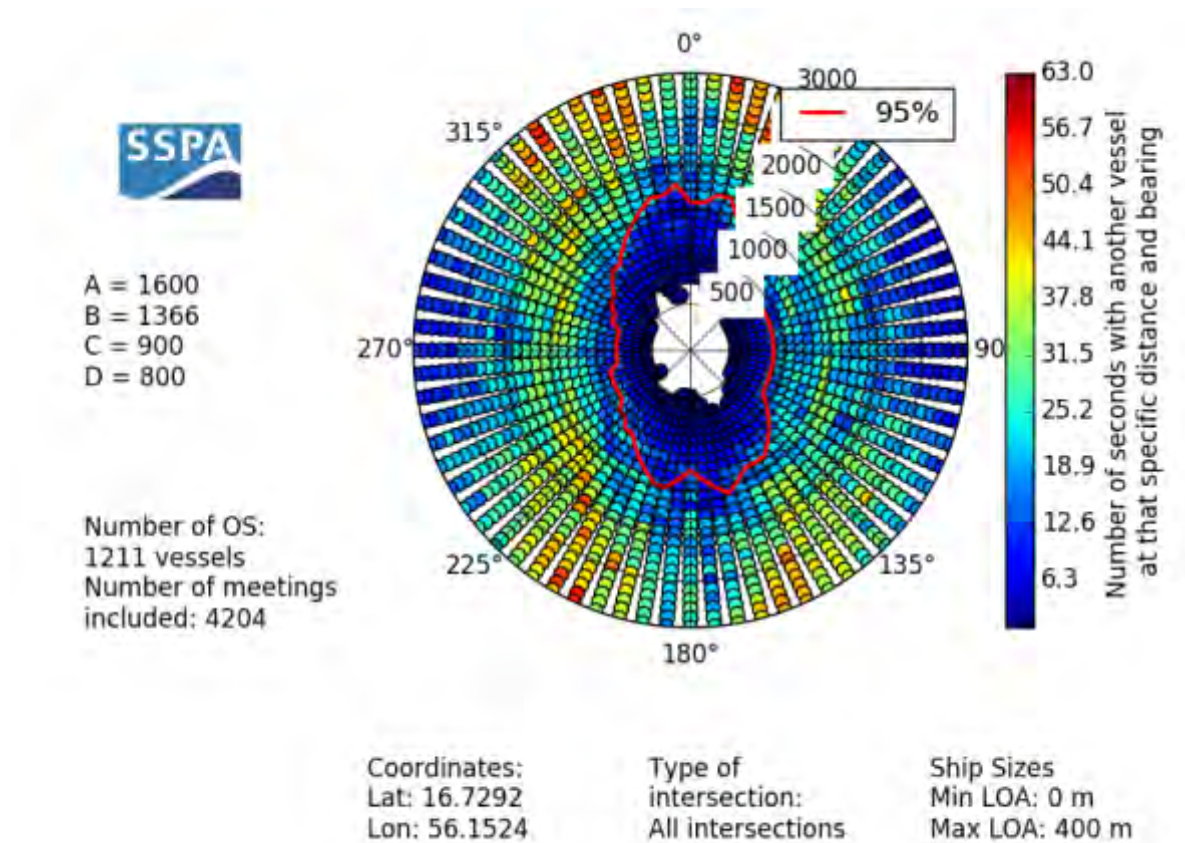 SSPA
A = 1600
B = 1366
C = 900
D = 800
Number of OS:
1211 vessels
Number of meetings
included: 4204
0°
315°
270°
225°
180°
135°
90
3000
2000
1500
1000
500
95%
63.0
56.7
50.4
44.1
37.8
31.5
25.2
18.9
12.6
6.3
Number of seconds with another vessel
at that specific distance and bearing
Coordinates:
Lat: 16.7292
Lon: 56.1524
Type of
intersection:
All intersections
Ship Sizes
Min LOA: 0 m
Max LOA: 400 m